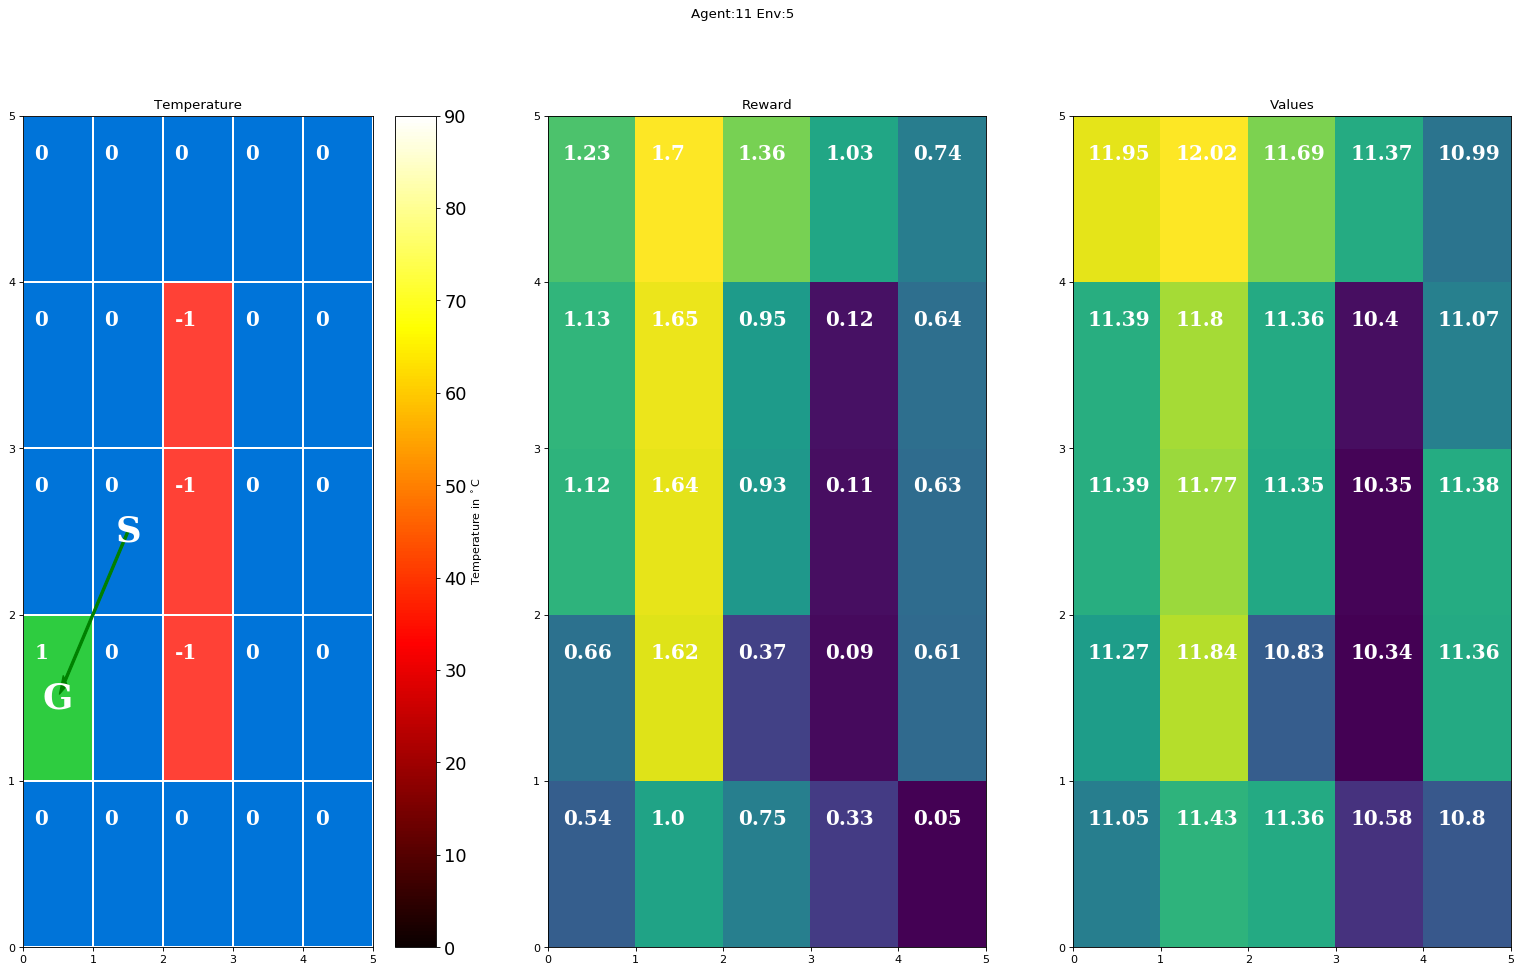 Agent:11 Env:5
Temperature
5
4
3
2
1
0
0 0 0 0 0
0 0 -1 0 0
0 0 -1 0 0
S
1 0 -1 0 0
G
0 0 0 0 0
0 1 2 3 4 5
90
80
70
60
50
40
30
20
10
0
Temperature in °C
Reward
5
4
3
2
1
0
1.23 1.7 1.36 1.03 0.74
1.13 1.65 0.95 0.12 0.64
1.12 1.64 0.93 0.11 0.63
0.66 1.62 0.37 0.09 0.61
0.54 1.0 0.75 0.33 0.05
0 1 2 3 4 5
Values
5
4
3
2
1
0
11.95 12.02 11.69 11.37 10.99
11.39 11.8 11.36 10.4 11.07
11.39 11.77 11.35 10.35 11.38
11.27 11.84 10.83 10.34 11.36
11.05 11.43 11.36 10.58 10.8
0 1 2 3 4 5